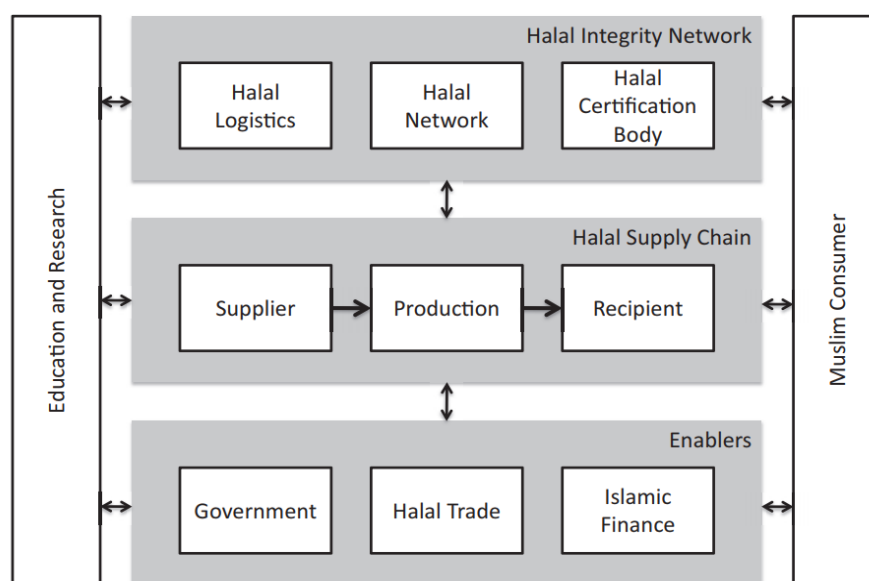 Education and Research
Halal Integrity Network
Halal
Logistics
Halal
Network
Halal
Certification
Body
Halal Supply Chain
Supplier
Production
Recipient
Enablers
Government
Halal Trade
Islamic
Finance
Muslim Consumer